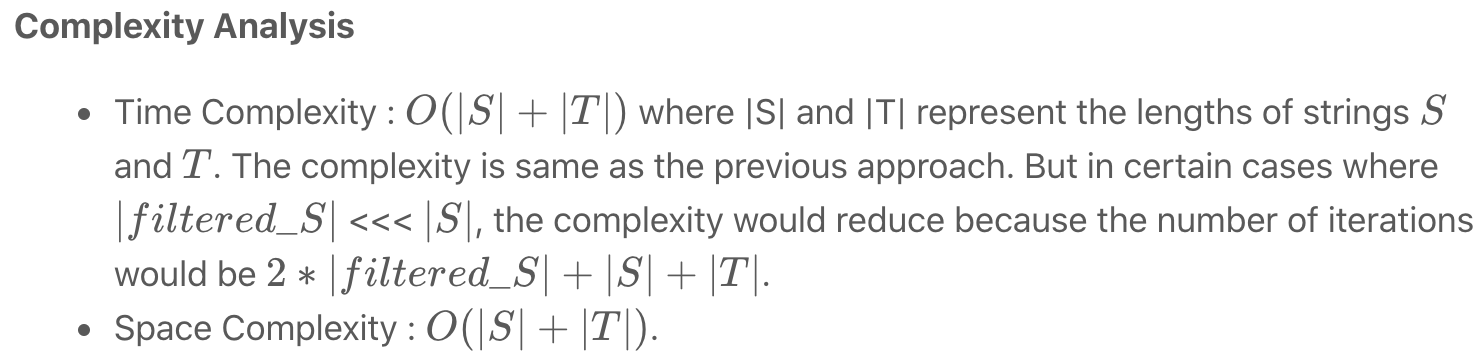 Complexity Analysis
• Time Complexity : O(|S| + |T|) where |S| and |T| represent the lengths of strings S
and T. The complexity is same as the previous approach. But in certain cases where
|filtered_S| <<< |S|, the complexity would reduce because the number of iterations
would be 2 * |filtered_S| + |S| + |T|.
• Space Complexity : O(|S| + |T|).